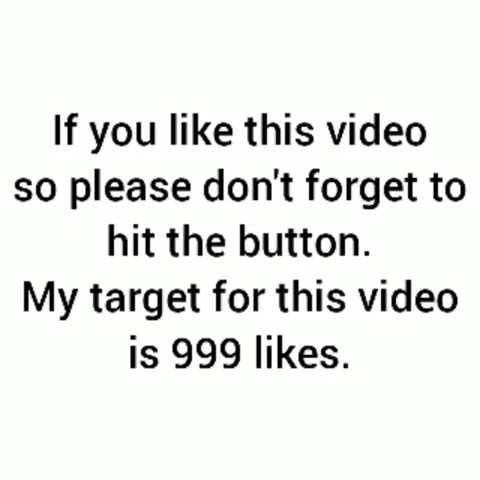 If you like this video
so please don't forget to
hit the button.
My target for this video
is 999 likes.